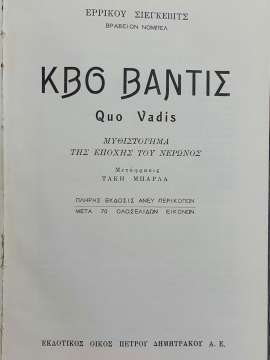 ΕΡΡΙΚΟΥ ΣΙΕΓΚΕΒΙΤΣ
ΒΡΑΒΕΙΟΝ ΝΟΜΠΕΛ
ΚΒΟ ΒΑΝΤΙΣ
Quo Vadis
ΜΥΘΙΣΤΟΡΗΜΑ
ΤΗΣ ΕΠΟΧΗΣ ΤΟΥ ΝΕΡΩΝΟΣ
Μετάφρασις
ΤΑΚΗ ΜΠΑΡΛΑ
ΠΛΗΡΗΣ ΕΚΔΟΣΙΣ ΑΝΕΥ ΠΕΡΙΚΟΠΩΝ
ΜΕΤΑ 70 ΟΛΟΣΕΛΙΔΩΝ ΕΙΚΟΝΩΝ
ΕΚΔΟΤΙΚΟΣ ΟΙΚΟΣ ΠΕΤΡΟΥ ΔΗΜΗΤΡΑΚΟΥ Α. Ε.